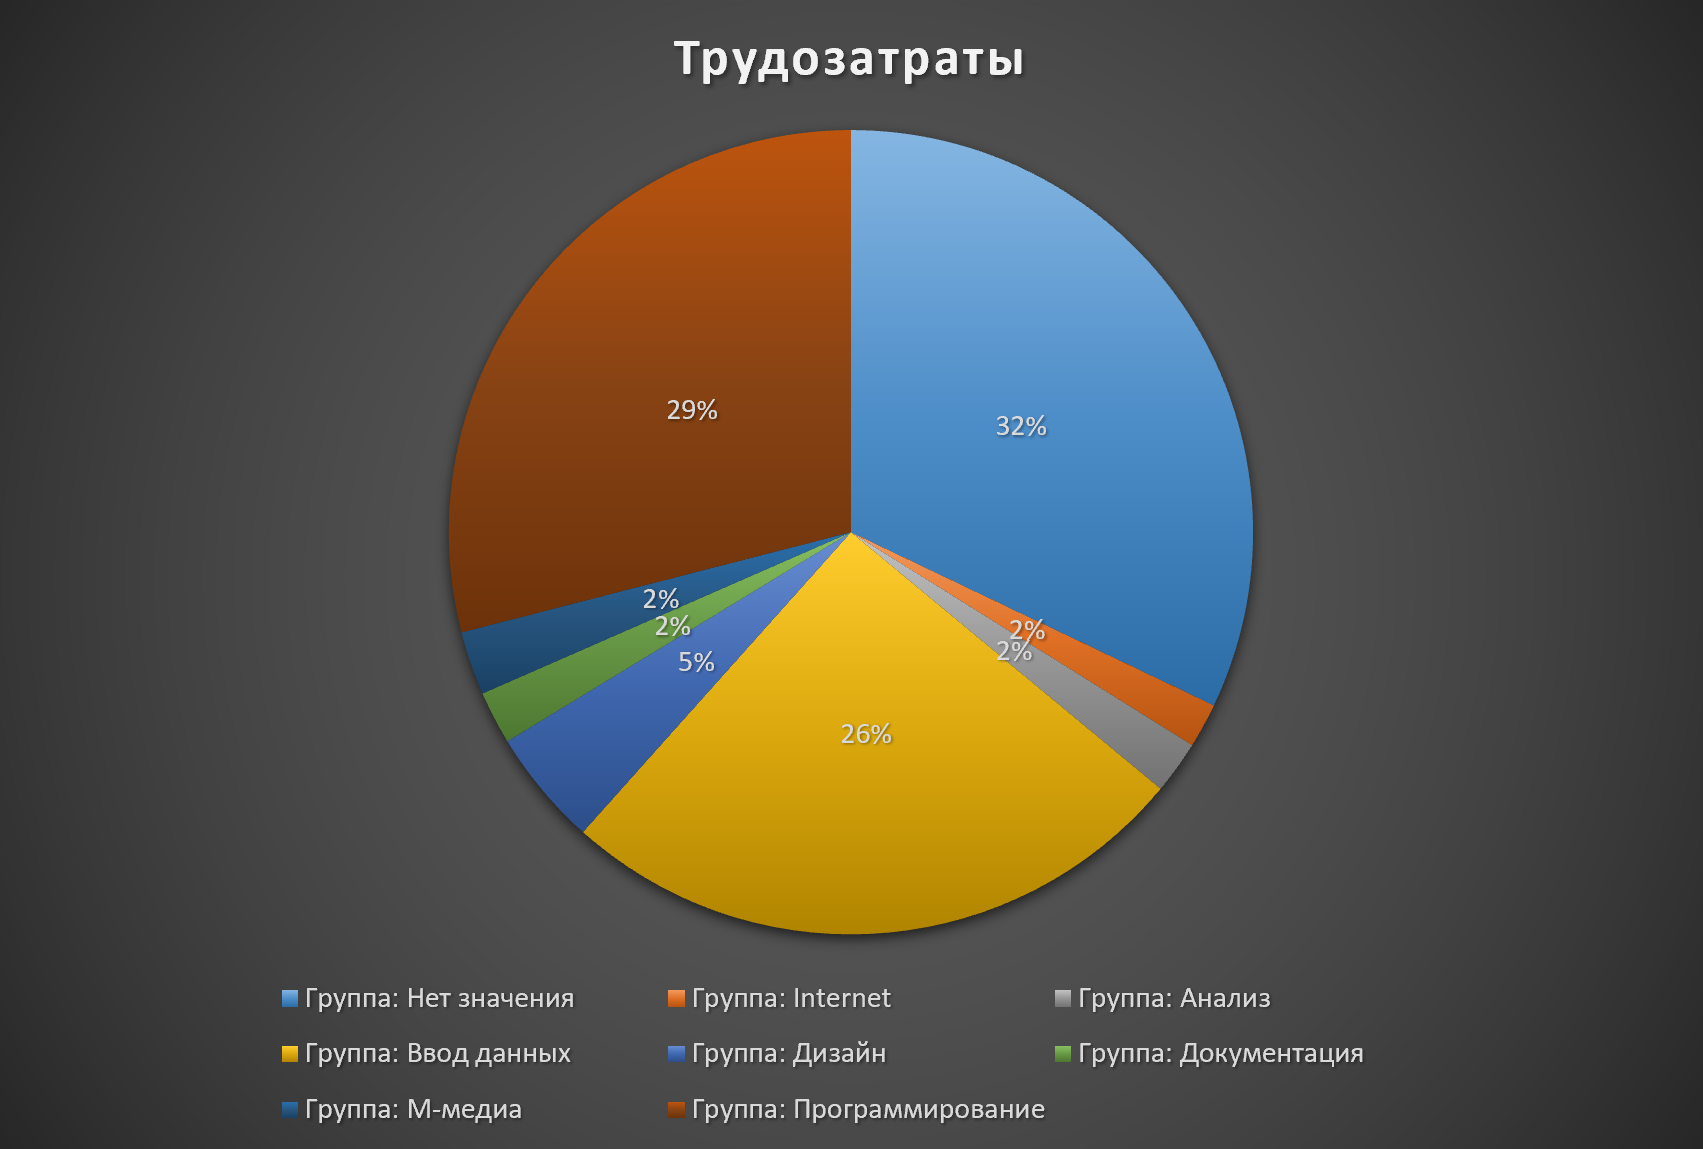 Трудозатраты
29%
32%
2%
2%
2%
2%
5%
26%
Группа: Нет значения
Группа: Internet
Группа: Анализ
Группа: Ввод данных
Группа: Дизайн
Группа: Документация
Группа: М-медиа
Группа: Программирование